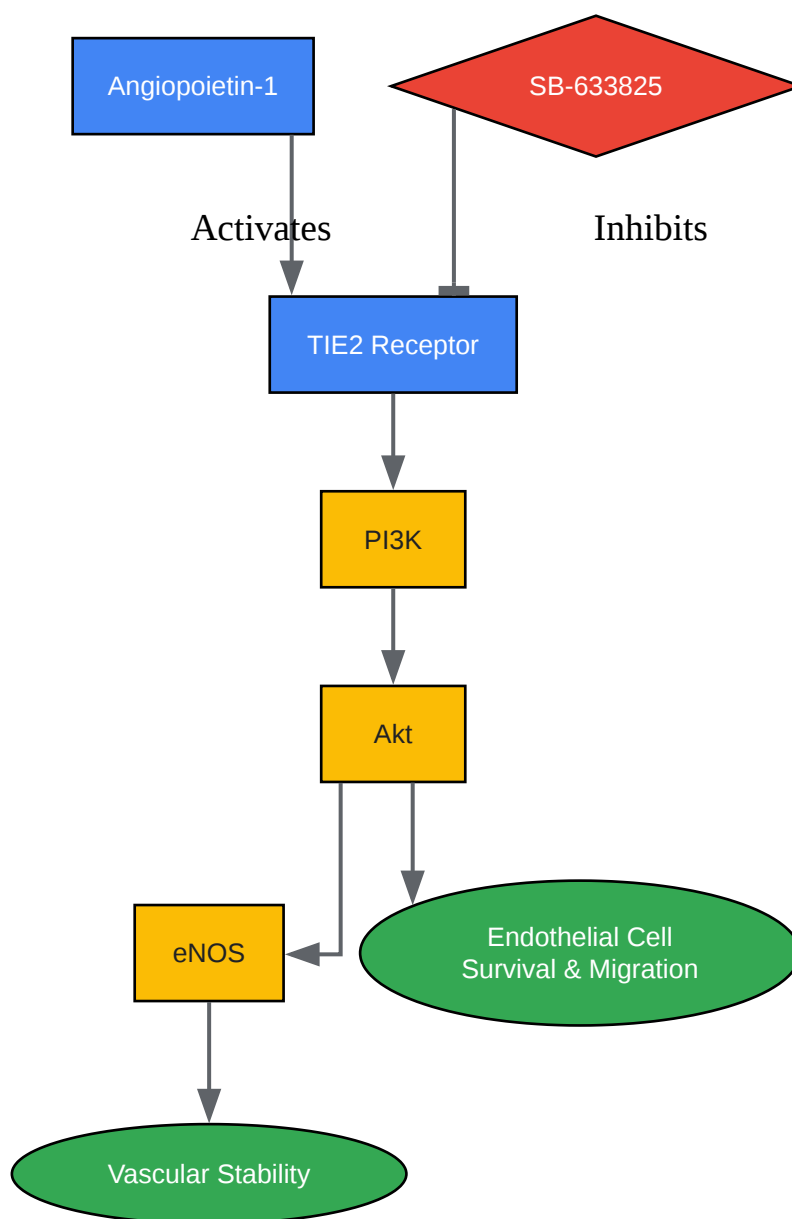 Angiopoietin-1
SB-633825
Activates
Inhibits
TIE2 Receptor
PI3K
Akt
eNOS
Endothelial Cell
Survival & Migration
Vascular Stability